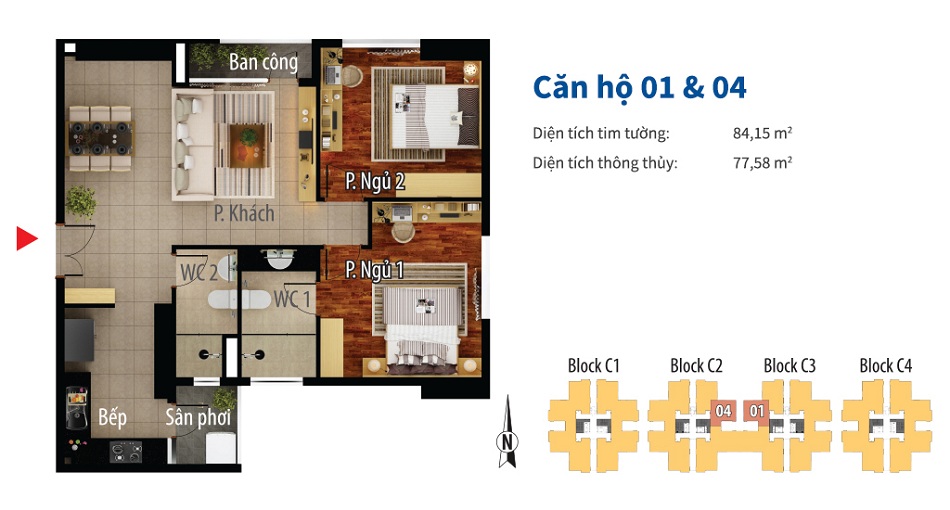 Ban công
P. Ngủ 2
P. Khách
P. Ngủ 1
WC 2
WC 1
Bếp
Sân phơi
N
Căn hộ 01 & 04
Diện tích tim tường: 84,15 m²
Diện tích thông thủy: 77,58 m²
Block C1 Block C2 Block C3 Block C4
04 01